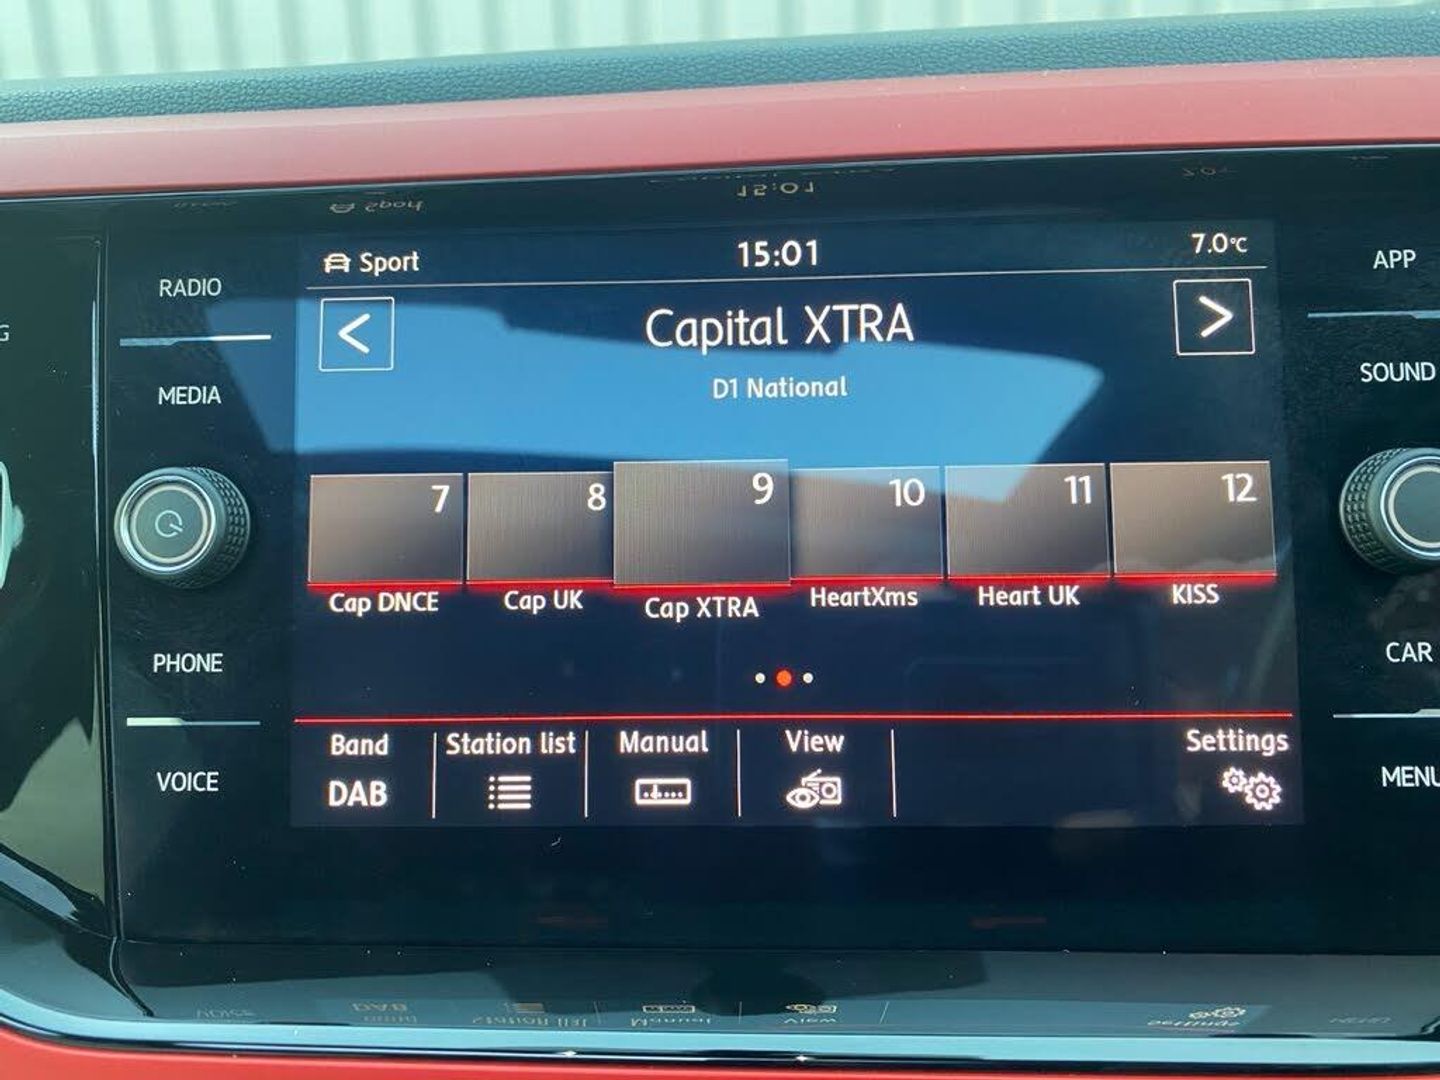 Sport 15:01 7.0°C
RADIO
APP
< Capital XTRA >
D1 National
MEDIA
SOUND
7 8 9 10 11 12
Cap DNCE Cap UK Cap XTRA HeartXms Heart UK KISS
PHONE
CAR
Band Station list Manual View Settings
DAB
VOICE
MENU